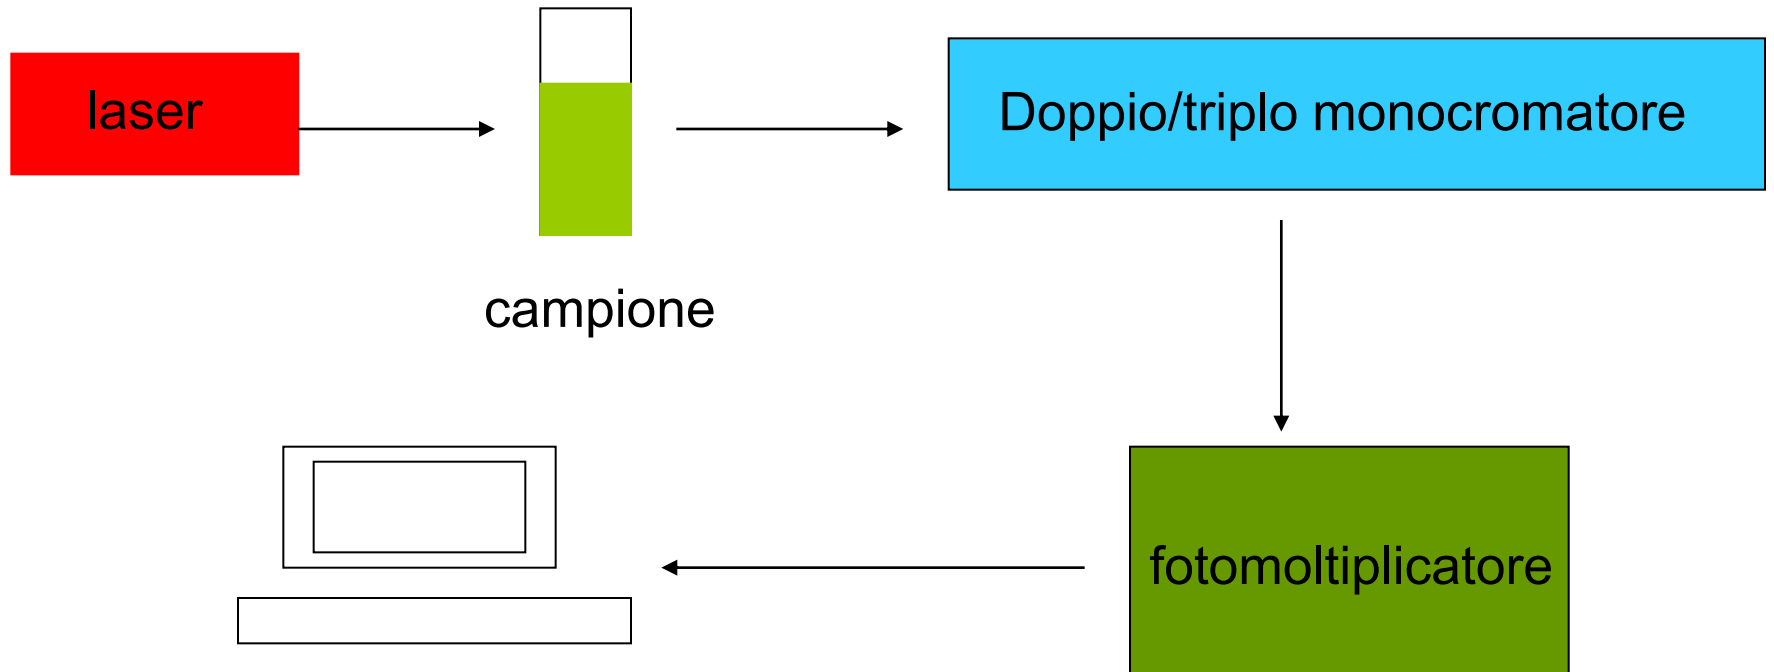 laser
Doppio/triplo monocromatore
campione
fotomoltiplicatore